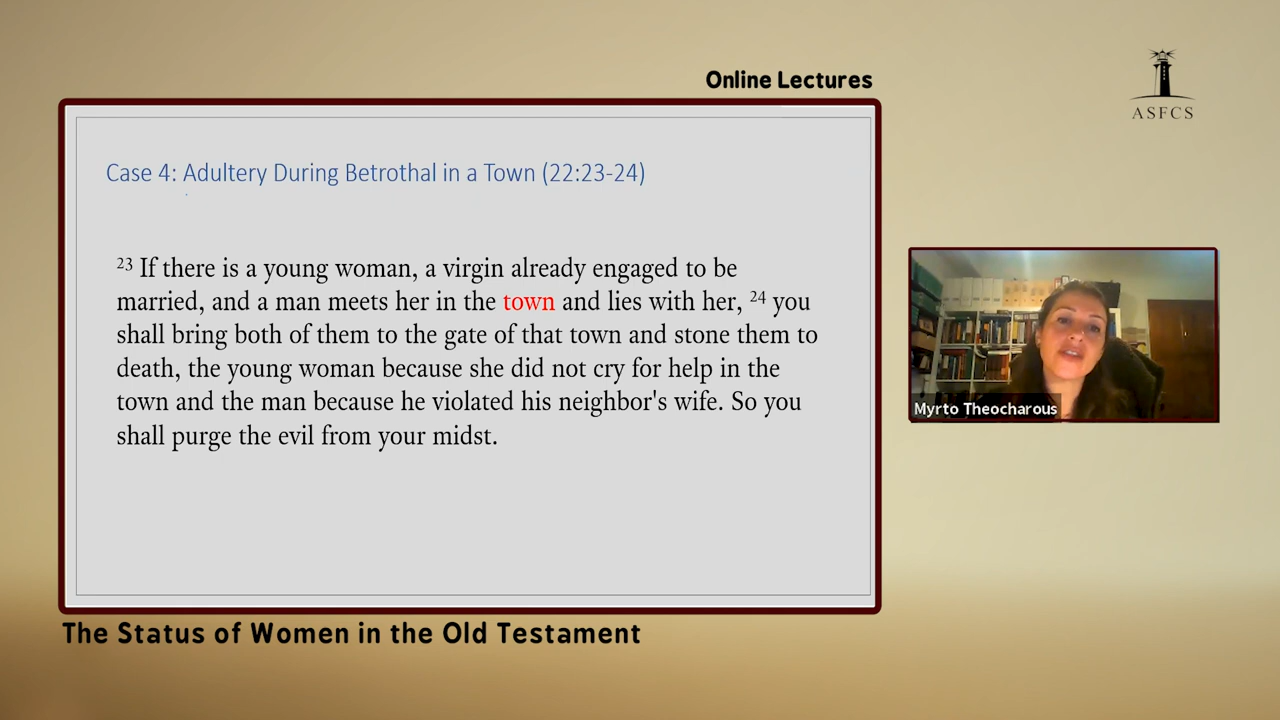 Online Lectures
ASFCS
Case 4: Adultery During Betrothal in a Town (22:23-24)
23 If there is a young woman, a virgin already engaged to be
married, and a man meets her in the town and lies with her, 24 you
shall bring both of them to the gate of that town and stone them to
death, the young woman because she did not cry for help in the
town and the man because he violated his neighbor's wife. So you
shall purge the evil from your midst.
Myrto Theocharous
The Status of Women in the Old Testament